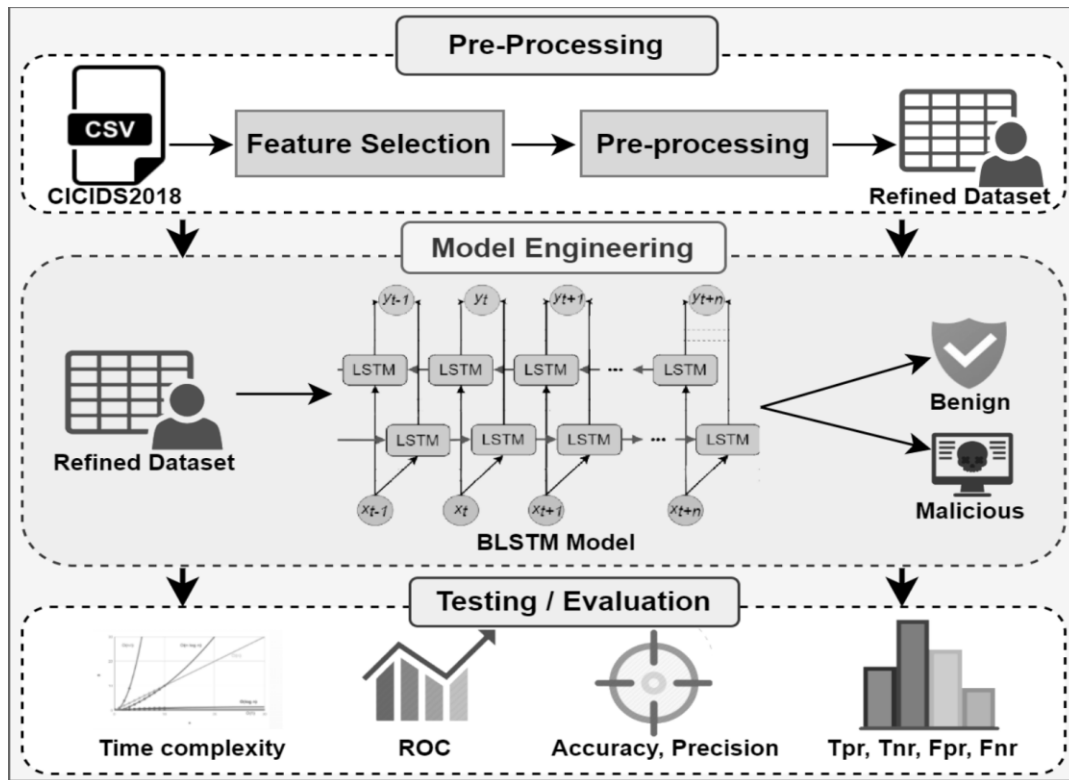 Pre-Processing
CSV
Feature Selection
Pre-processing
CICIDS2018
Refined Dataset
Model Engineering
yt-1 yt yt+1 yt+n
LSTM LSTM LSTM ... LSTM
Benign
LSTM LSTM LSTM ... LSTM
Refined Dataset
xt-1 xt xt+1 xt+n
Malicious
BLSTM Model
Testing / Evaluation
Time complexity
ROC
Accuracy, Precision
Tpr, Tnr, Fpr, Fnr